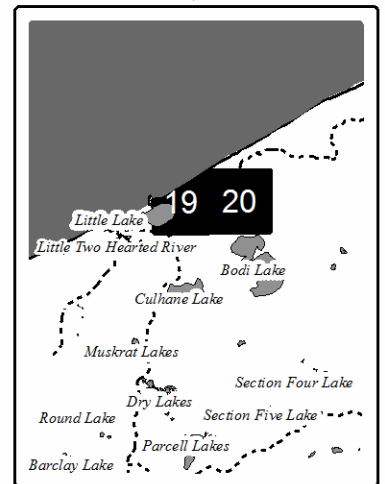 19 20
Little Lake
Little Two Hearted River
Bodi Lake
Culhane Lake
Muskrat Lakes
Section Four Lake
Dry Lakes
Round Lake
Section Five Lake
Parcell Lakes
Barclay Lake